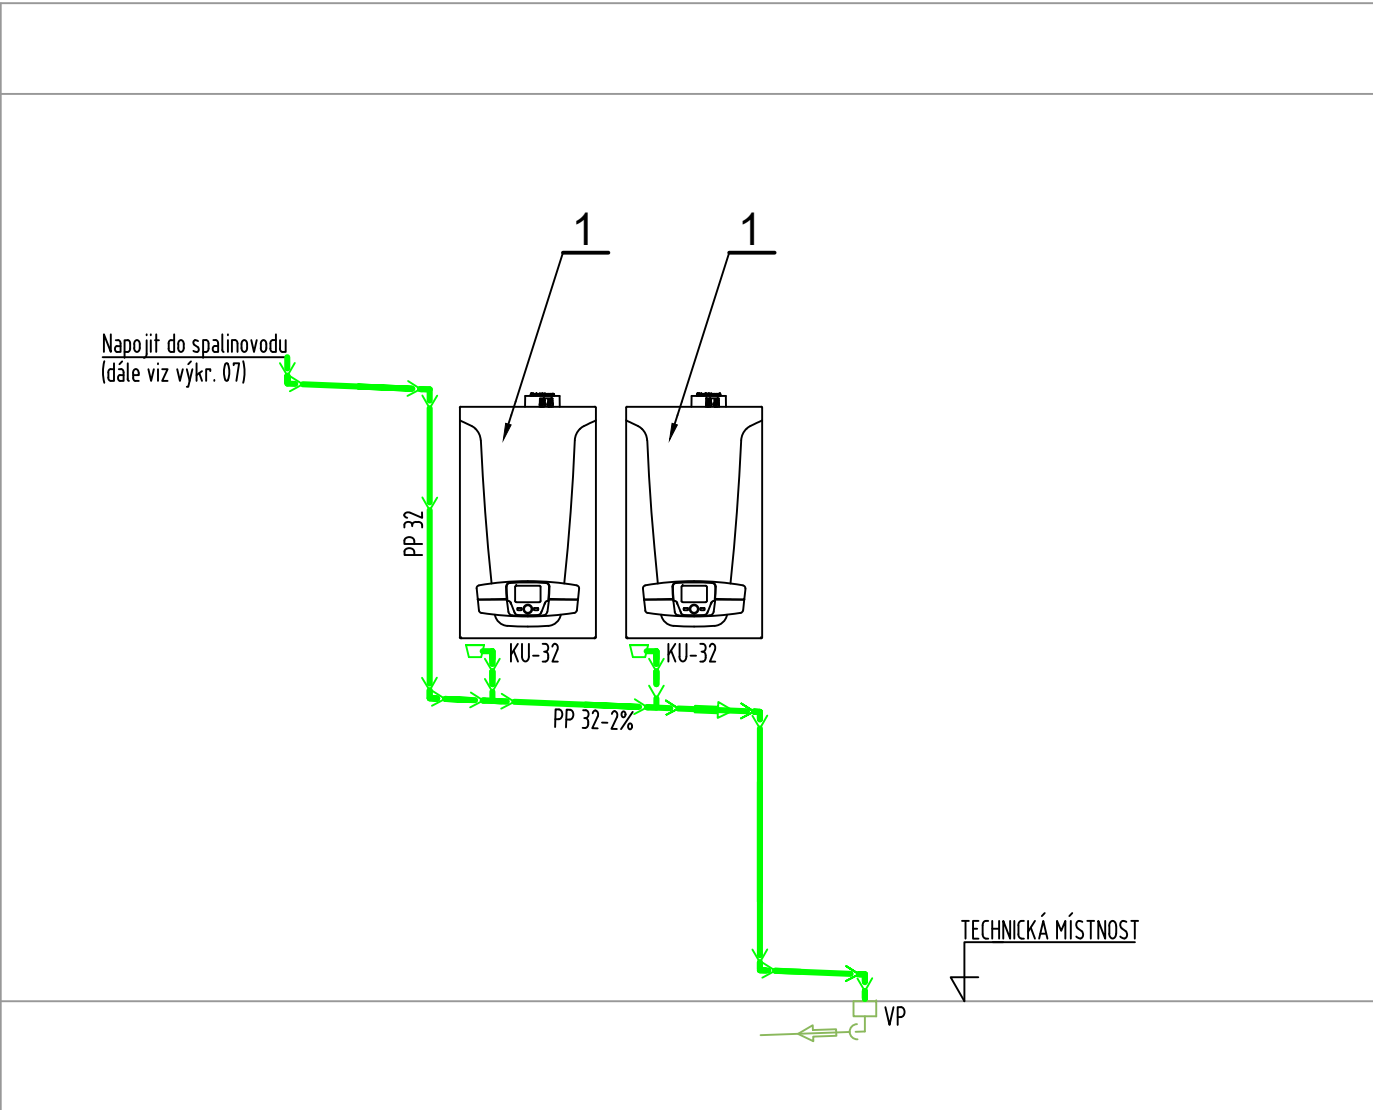 1
1
Napojit do spalinovodu
(dále viz výkr. 07)
PP 32
KU-32
KU-32
PP 32-2%
TECHNICKÁ MÍSTNOST
VP